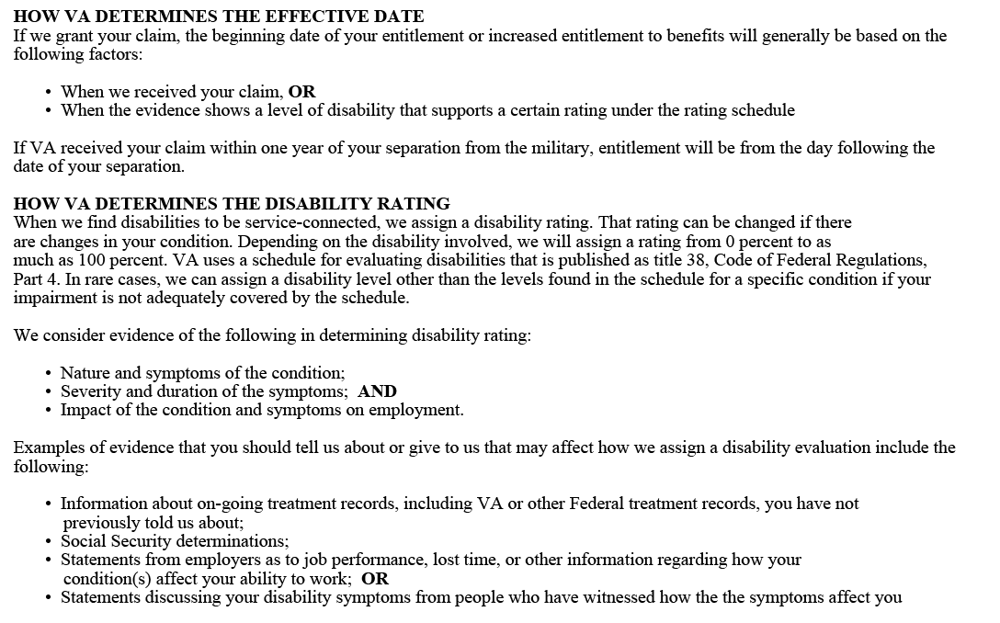 HOW VA DETERMINES THE EFFECTIVE DATE
If we grant your claim, the beginning date of your entitlement or increased entitlement to benefits will generally be based on the
following factors:
• When we received your claim, OR
• When the evidence shows a level of disability that supports a certain rating under the rating schedule
If VA received your claim within one year of your separation from the military, entitlement will be from the day following the
date of your separation.
HOW VA DETERMINES THE DISABILITY RATING
When we find disabilities to be service-connected, we assign a disability rating. That rating can be changed if there
are changes in your condition. Depending on the disability involved, we will assign a rating from 0 percent to as
much as 100 percent. VA uses a schedule for evaluating disabilities that is published as title 38, Code of Federal Regulations,
Part 4. In rare cases, we can assign a disability level other than the levels found in the schedule for a specific condition if your
impairment is not adequately covered by the schedule.
We consider evidence of the following in determining disability rating:
• Nature and symptoms of the condition;
• Severity and duration of the symptoms; AND
• Impact of the condition and symptoms on employment.
Examples of evidence that you should tell us about or give to us that may affect how we assign a disability evaluation include the
following:
• Information about on-going treatment records, including VA or other Federal treatment records, you have not
previously told us about;
• Social Security determinations;
• Statements from employers as to job performance, lost time, or other information regarding how your
condition(s) affect your ability to work; OR
• Statements discussing your disability symptoms from people who have witnessed how the the symptoms affect you